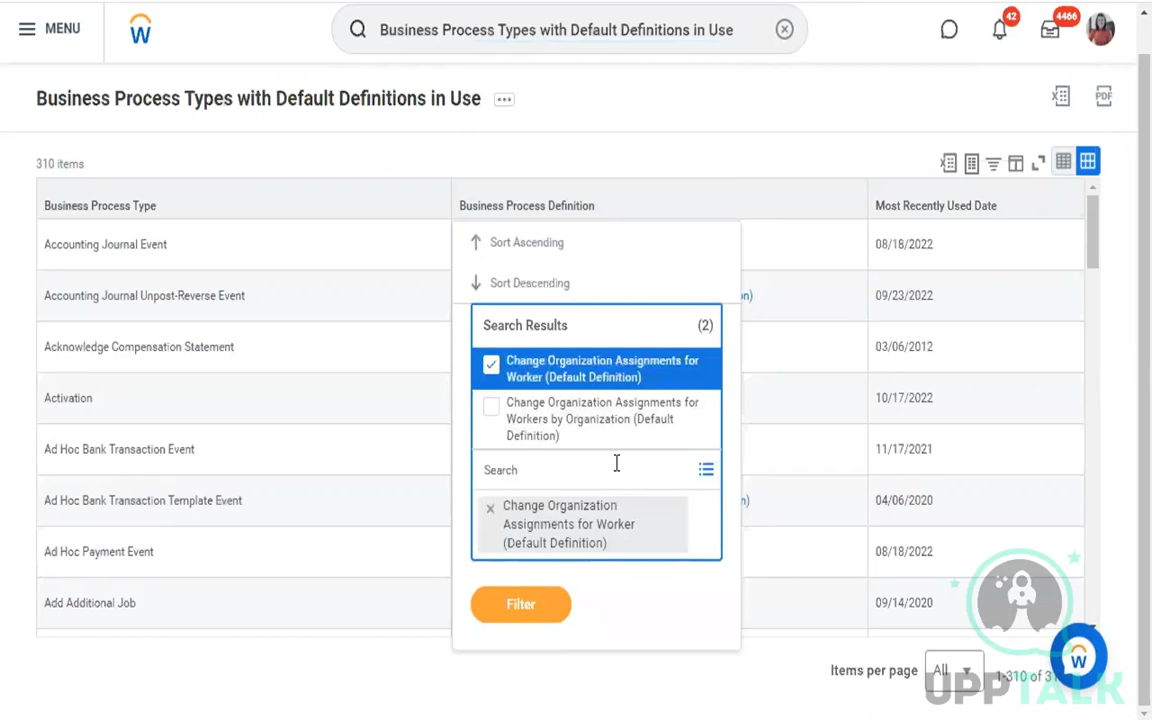 MENU
Business Process Types with Default Definitions in Use
42
4466
Business Process Types with Default Definitions in Use
PDF
310 items
Business Process Type
Business Process Definition
Most Recently Used Date
Accounting Journal Event
08/18/2022
Accounting Journal Unpost-Reverse Event
on)
09/23/2022
Acknowledge Compensation Statement
03/06/2012
Activation
10/17/2022
Ad Hoc Bank Transaction Event
11/17/2021
Ad Hoc Bank Transaction Template Event
n)
04/06/2020
Ad Hoc Payment Event
08/18/2022
Add Additional Job
09/14/2020
Sort Ascending
Sort Descending
Search Results
(2)
Change Organization Assignments for
Worker (Default Definition)
Change Organization Assignments for
Workers by Organization (Default
Definition)
Search
Change Organization
Assignments for Worker
(Default Definition)
Filter
Items per page
All
1-310 of 31
UPPTALK